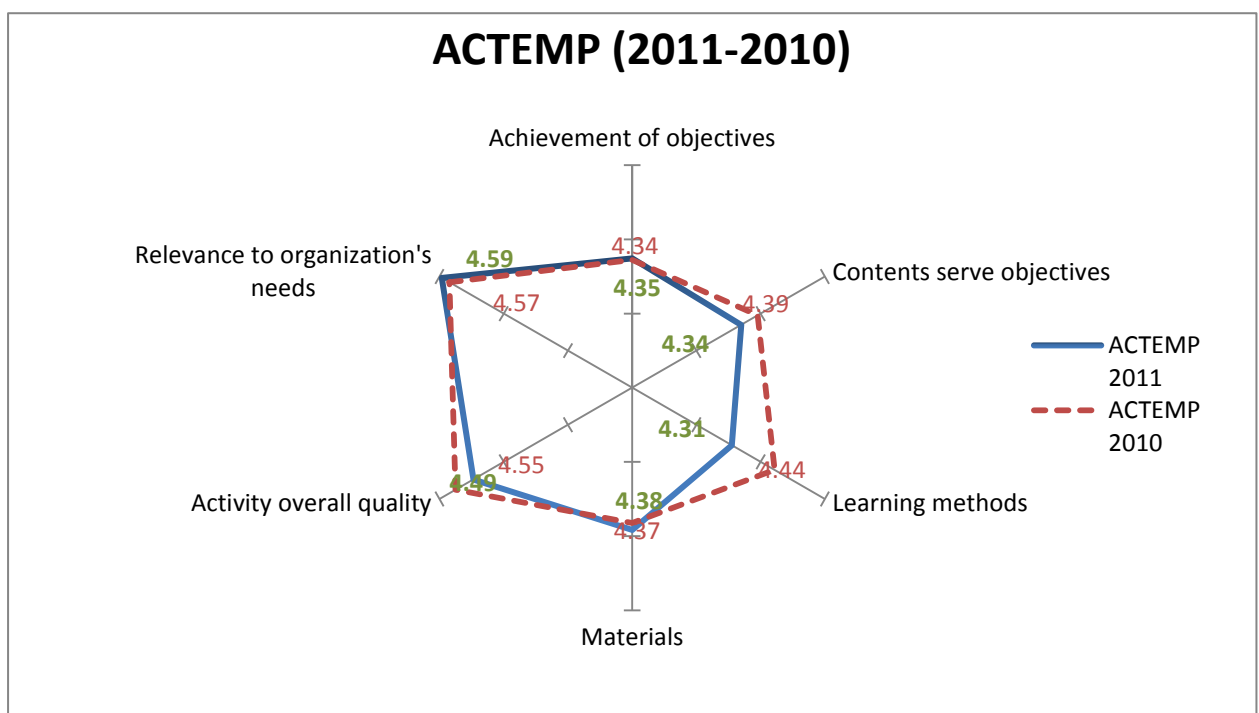 ACTEMP (2011-2010)
Achievement of objectives
4.34
4.35
Relevance to organization's
needs
4.59
4.57
Contents serve objectives
4.39
4.34
ACTEMP
2011
ACTEMP
2010
4.31
4.44
Learning methods
4.55
4.49
Activity overall quality
4.38
4.37
Materials